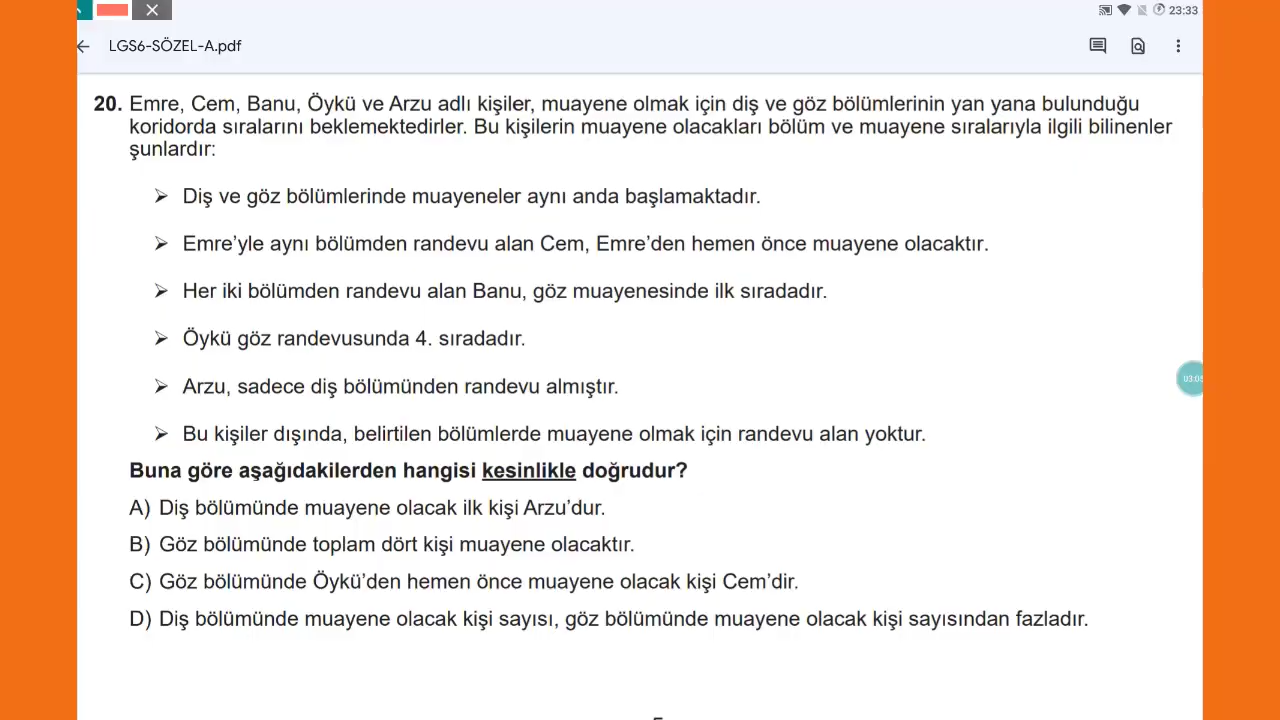 23:33
LGS6-SÖZEL-A.pdf
20. Emre, Cem, Banu, Öykü ve Arzu adlı kişiler, muayene olmak için diş ve göz bölümlerinin yan yana bulunduğu
koridorda sıralarını beklemektedirler. Bu kişilerin muayene olacakları bölüm ve muayene sıralarıyla ilgili bilinenler
şunlardır:
➢ Diş ve göz bölümlerinde muayeneler aynı anda başlamaktadır.
➢ Emre’yle aynı bölümden randevu alan Cem, Emre’den hemen önce muayene olacaktır.
➢ Her iki bölümden randevu alan Banu, göz muayenesinde ilk sıradadır.
➢ Öykü göz randevusunda 4. sıradadır.
03:05
➢ Arzu, sadece diş bölümünden randevu almıştır.
➢ Bu kişiler dışında, belirtilen bölümlerde muayene olmak için randevu alan yoktur.
Buna göre aşağıdakilerden hangisi kesinlikle doğrudur?
A) Diş bölümünde muayene olacak ilk kişi Arzu’dur.
B) Göz bölümünde toplam dört kişi muayene olacaktır.
C) Göz bölümünde Öykü’den hemen önce muayene olacak kişi Cem’dir.
D) Diş bölümünde muayene olacak kişi sayısı, göz bölümünde muayene olacak kişi sayısından fazladır.